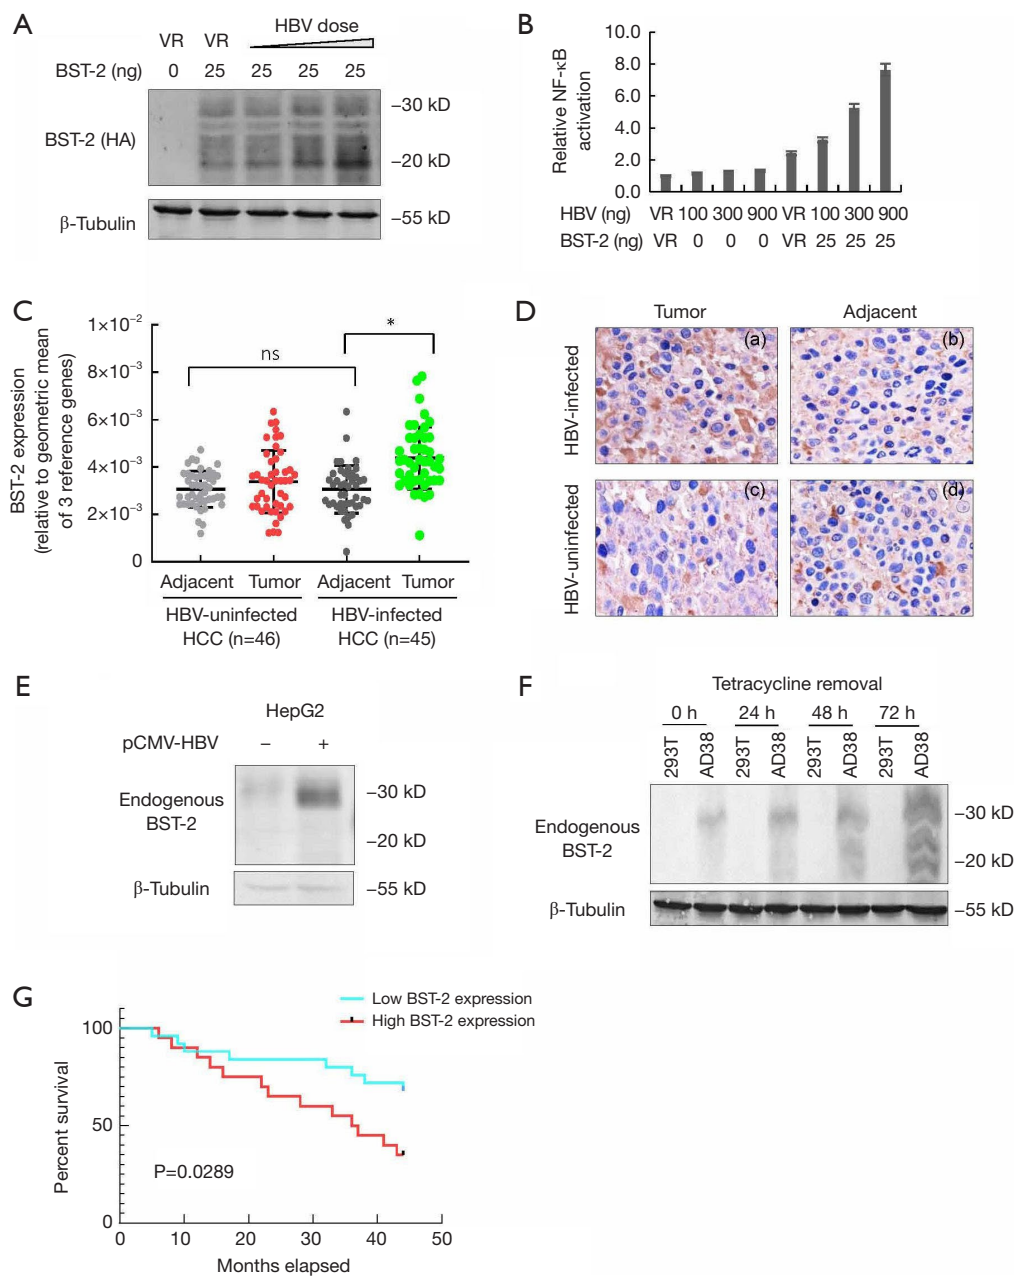 A
HBV dose
VR VR
BST-2 (ng) 0 25 25 25 25
–30 kD
BST-2 (HA)
–20 kD
β-Tubulin –55 kD
B
Relative NF-κB
activation
10.0
8.0
6.0
4.0
2.0
0.0
HBV (ng) VR 100 300 900 VR 100 300 900
BST-2 (ng) VR 0 0 0 VR 25 25 25
C
BST-2 expression
(relative to geometric mean
of 3 reference genes)
1×10⁻²
8×10⁻³
6×10⁻³
4×10⁻³
2×10⁻³
0
ns
*
Adjacent Tumor Adjacent Tumor
HBV-uninfected HBV-infected
HCC (n=46) HCC (n=45)
D
Tumor Adjacent
HBV-infected
(a) (b)
HBV-uninfected
(c) (d)
E
HepG2
pCMV-HBV – +
Endogenous
BST-2
–30 kD
–20 kD
β-Tubulin –55 kD
F
Tetracycline removal
0 h 24 h 48 h 72 h
293T AD38 293T AD38 293T AD38 293T AD38
Endogenous
BST-2
–30 kD
–20 kD
β-Tubulin –55 kD
G
Low BST-2 expression
High BST-2 expression
Percent survival
100
50
0
P=0.0289
0 10 20 30 40 50
Months elapsed